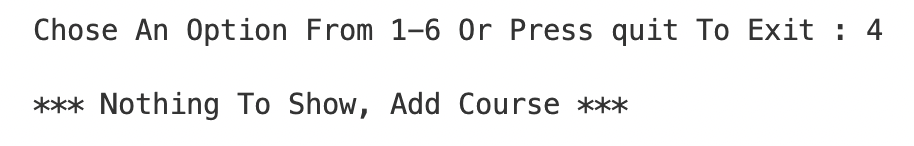 Chose An Option From 1-6 Or Press quit To Exit : 4
*** Nothing To Show, Add Course ***